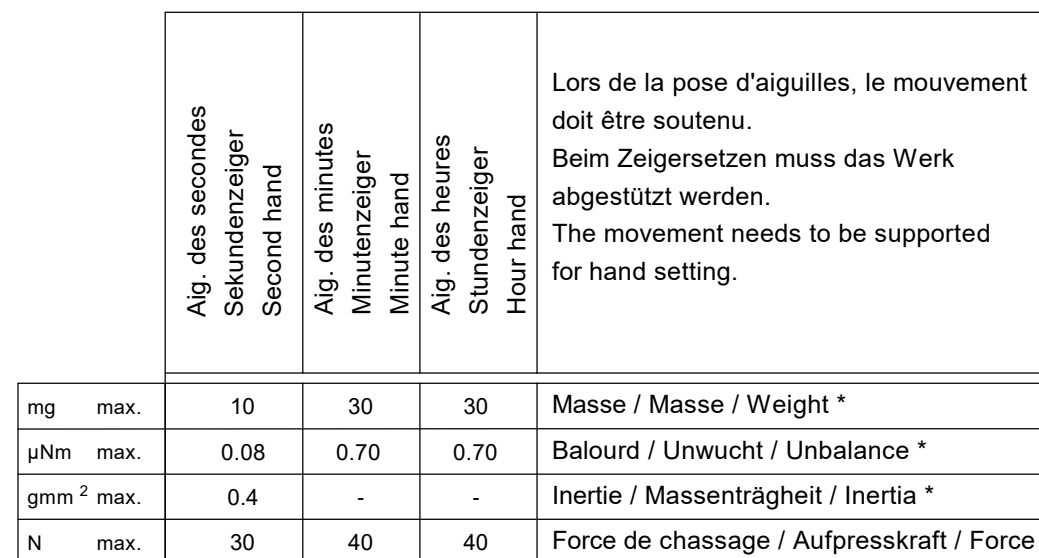 Aig. des secondes
Sekundenzeiger
Second hand
Aig. des minutes
Minutenzeiger
Minute hand
Aig. des heures
Stundenzeiger
Hour hand
Lors de la pose d'aiguilles, le mouvement
doit être soutenu.
Beim Zeigersetzen muss das Werk
abgestützt werden.
The movement needs to be supported
for hand setting.
mg max. 10 30 30 Masse / Masse / Weight *
µNm max. 0.08 0.70 0.70 Balourd / Unwucht / Unbalance *
gmm ² max. 0.4 - - Inertie / Massenträgheit / Inertia *
N max. 30 40 40 Force de chassage / Aufpresskraft / Force